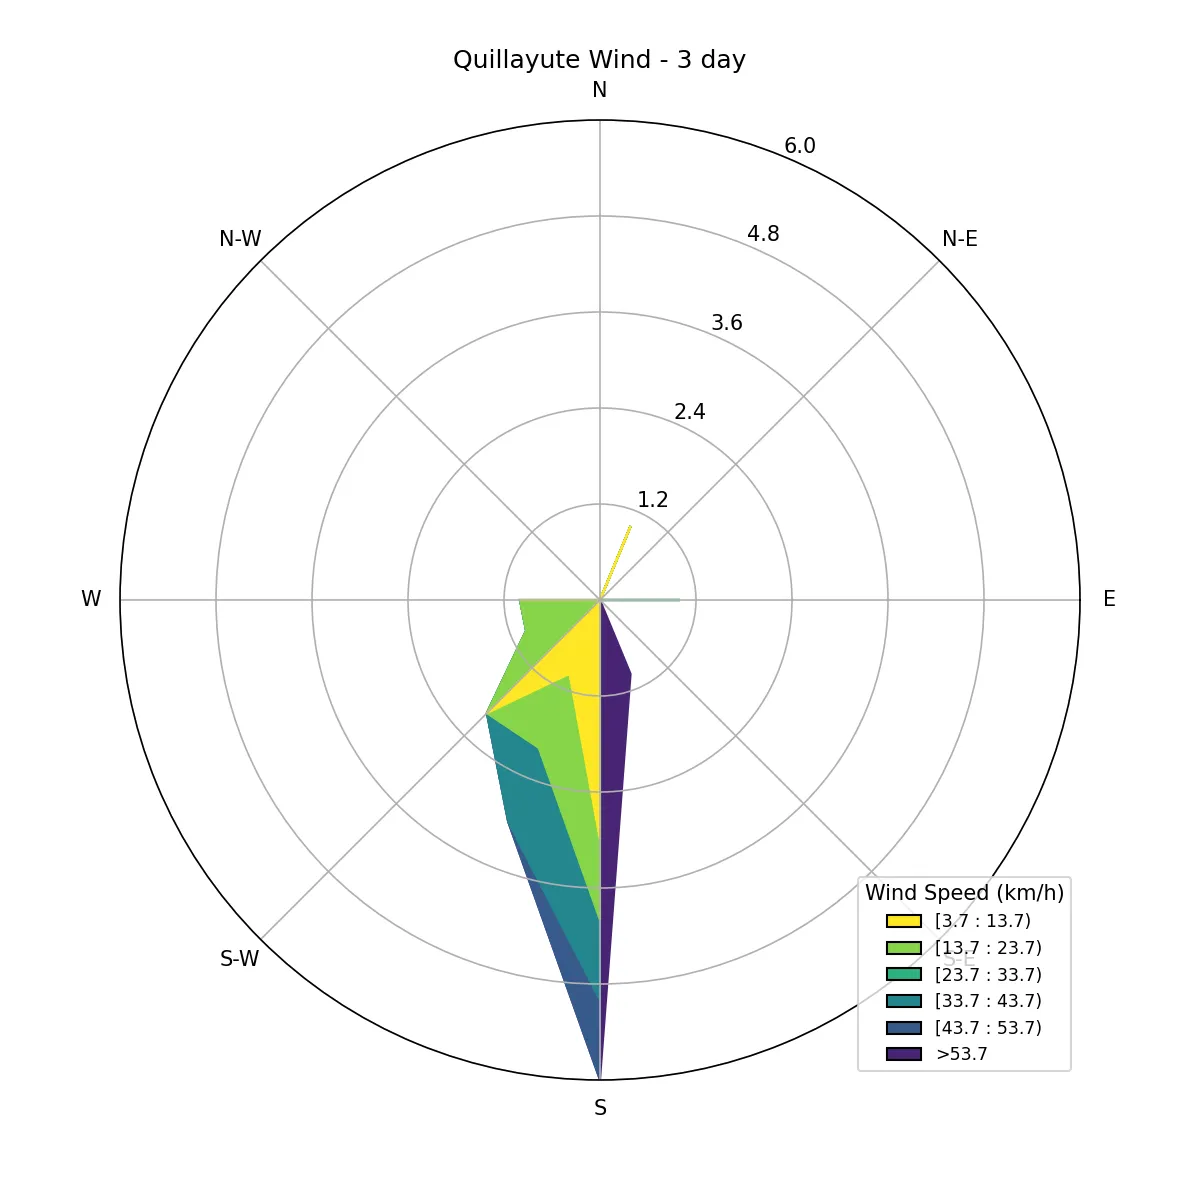 Quillayute Wind - 3 day
N
6.0
4.8
N-W
N-E
3.6
2.4
1.2
W
E
Wind Speed (km/h)
[3.7 : 13.7)
[13.7 : 23.7)
S-W
S-E
[23.7 : 33.7)
[33.7 : 43.7)
[43.7 : 53.7)
>53.7
S